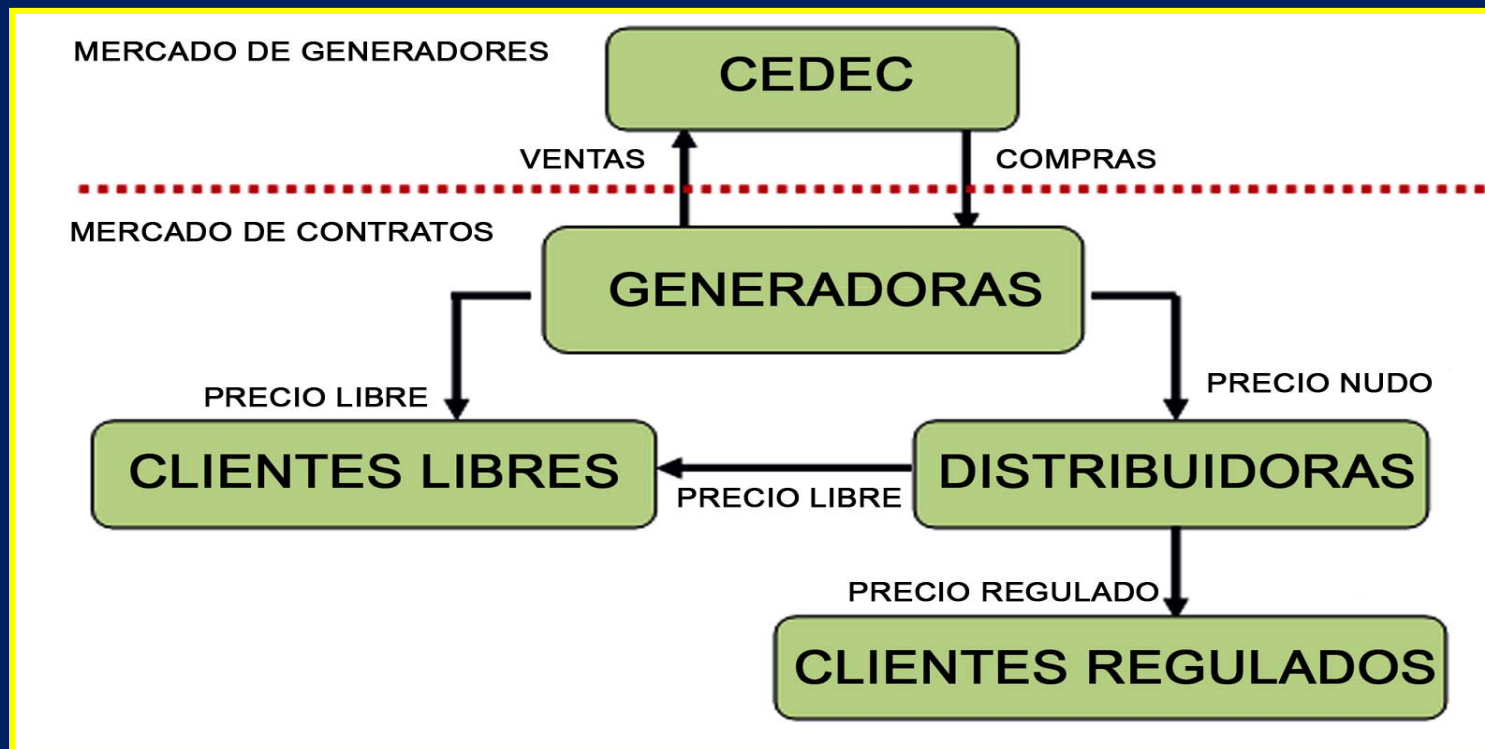 MERCADO DE GENERADORES
CEDEC
VENTAS
COMPRAS
MERCADO DE CONTRATOS
GENERADORAS
PRECIO LIBRE
PRECIO NUDO
CLIENTES LIBRES
DISTRIBUIDORAS
PRECIO LIBRE
PRECIO REGULADO
CLIENTES REGULADOS